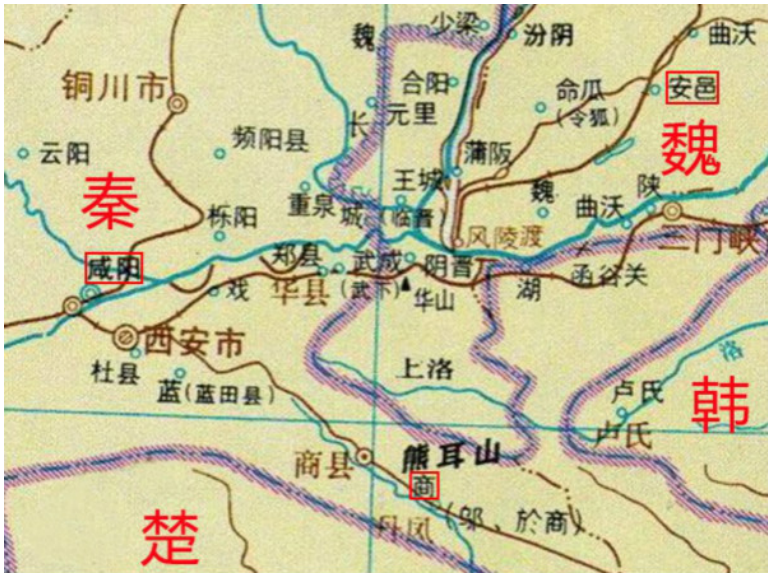 少梁
汾阴
曲沃
魏
合阳
命瓜
(令狐)
安邑
铜川市
元里
魏
长
频阳县
蒲阪
云阳
秦
王城
(临晋)
重泉
城
魏
曲沃
陕
栎阳
风陵渡
三门峡
咸阳
郑县
武成
(武下)
阴晋
函谷关
戏
华县
华山
湖
西安市
洛
杜县
蓝(蓝田县)
上洛
卢氏
韩
卢氏
熊耳山
商县
商
(邬、於商)
丹凤
楚